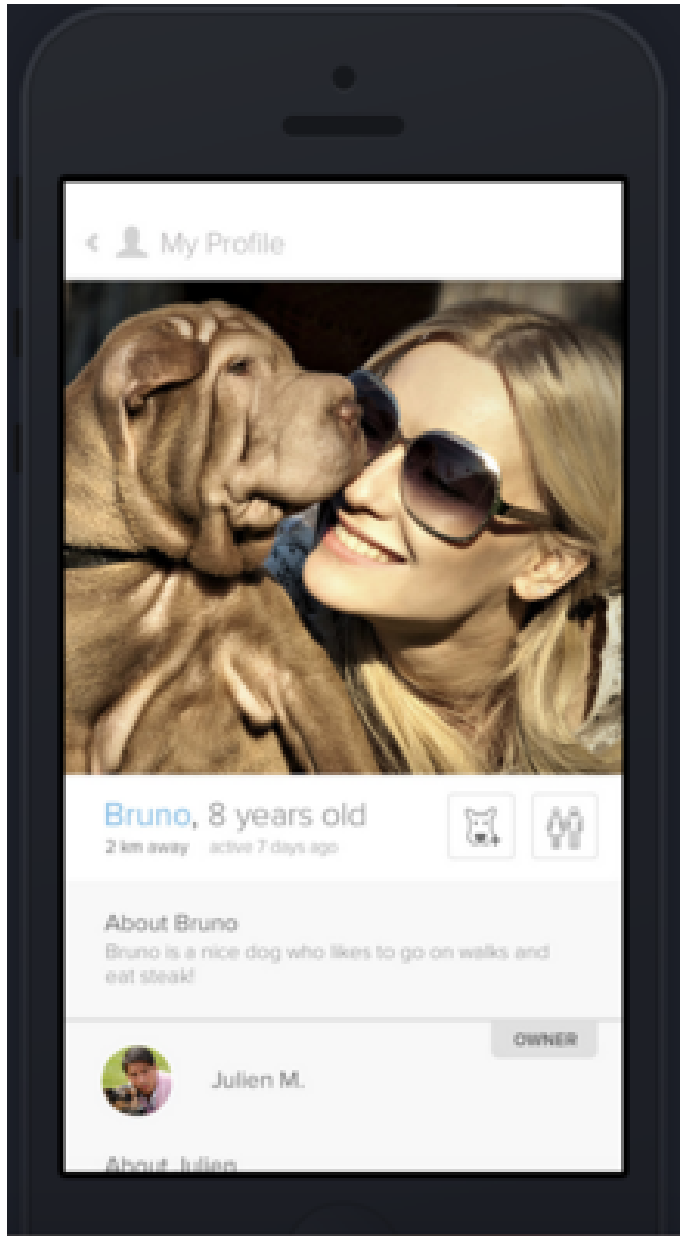 My Profile
Bruno, 8 years old
2 km away active 7 days ago
About Bruno
Bruno is a nice dog who likes to go on walks and
eat steak!
OWNER
Julien M.
About Julien